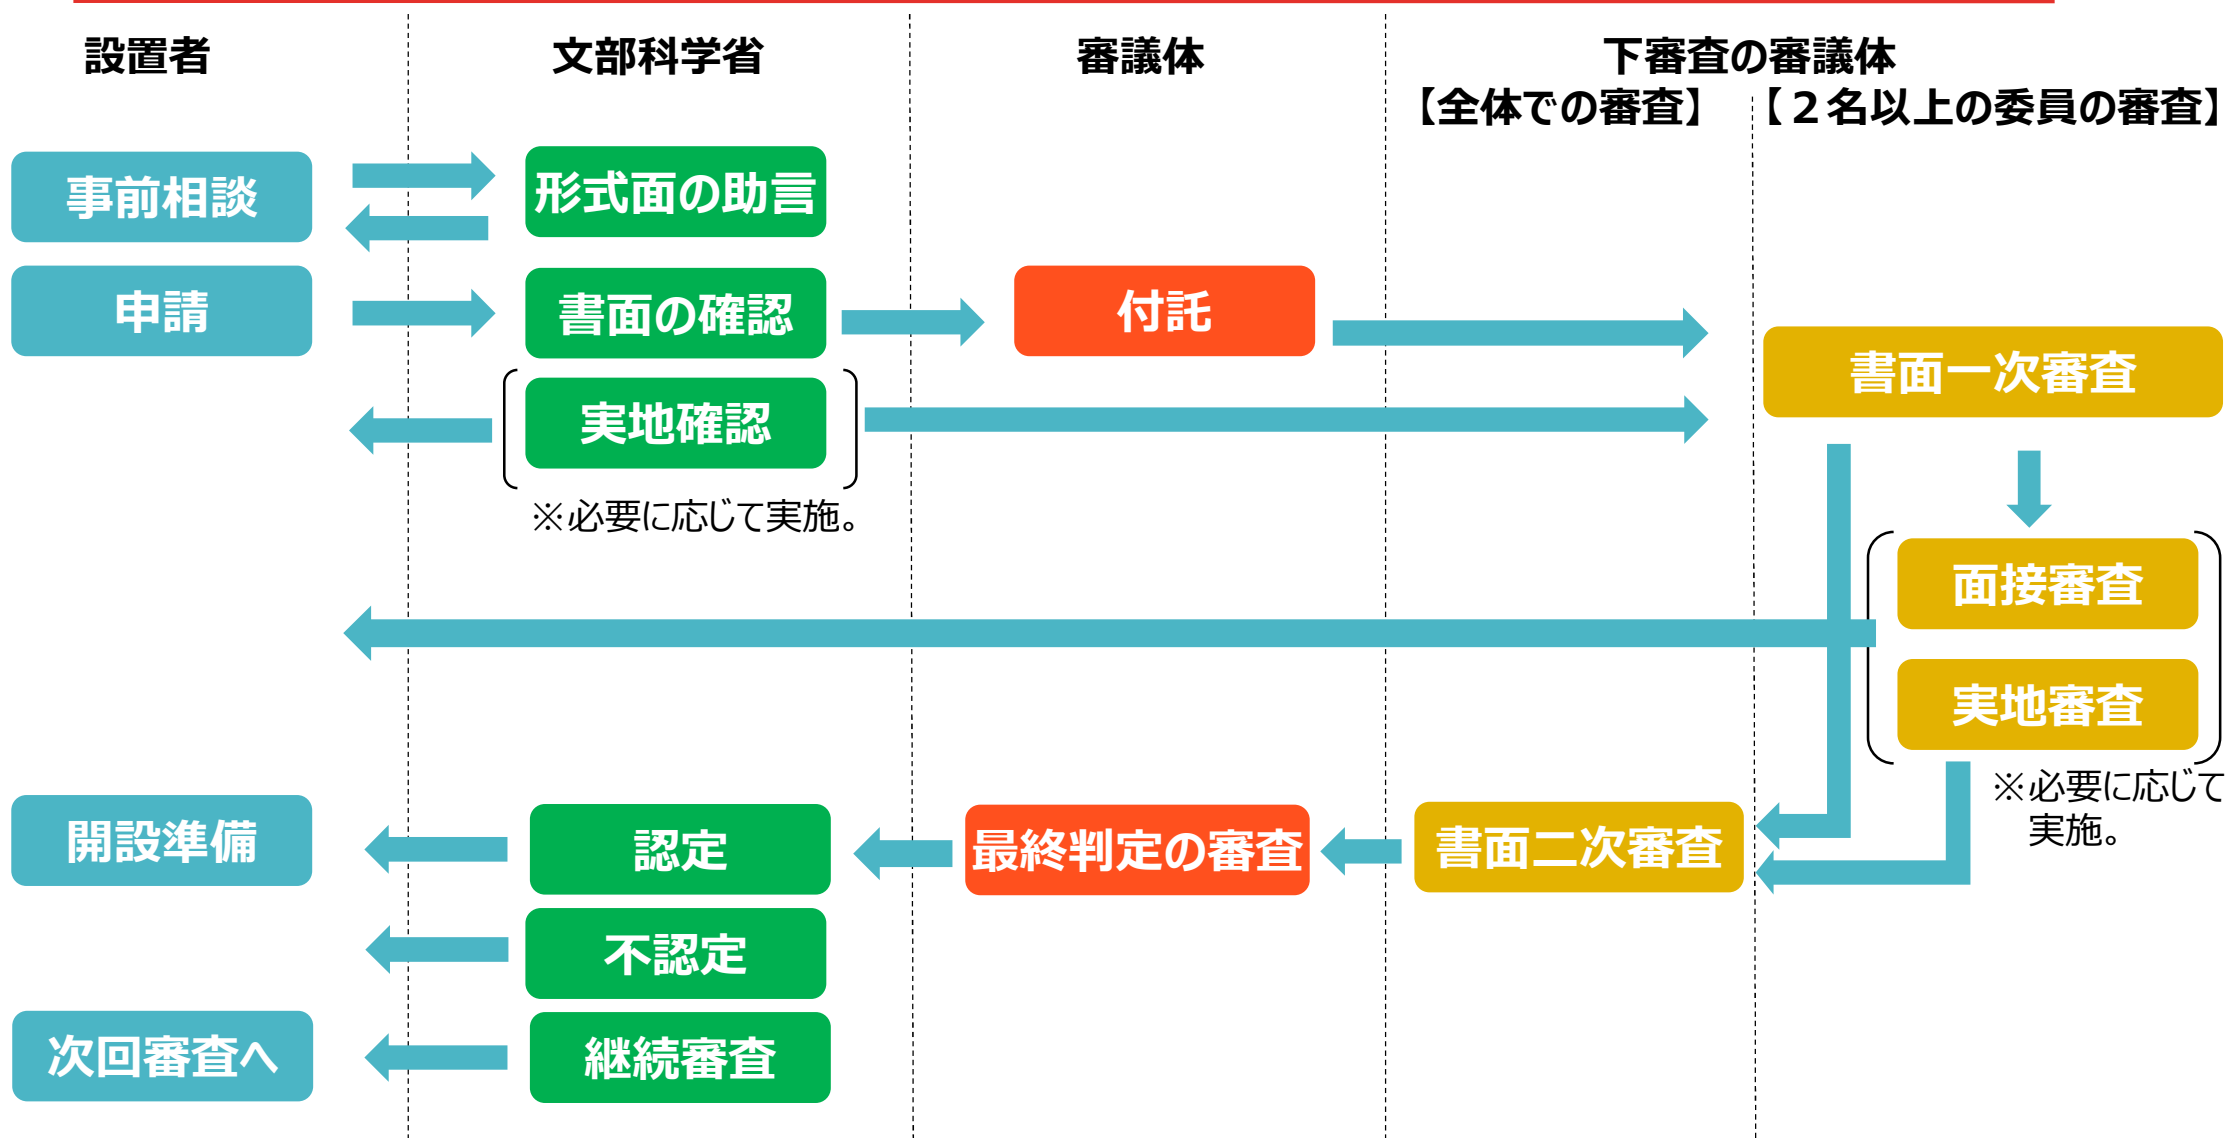 設置者
文部科学省
審議体
下審査の審議体
【全体での審査】
【２名以上の委員の審査】
事前相談
形式面の助言
申請
書面の確認
付託
書面一次審査
実地確認
※必要に応じて実施。
面接審査
実地審査
※必要に応じて
実施。
開設準備
認定
最終判定の審査
書面二次審査
不認定
次回審査へ
継続審査